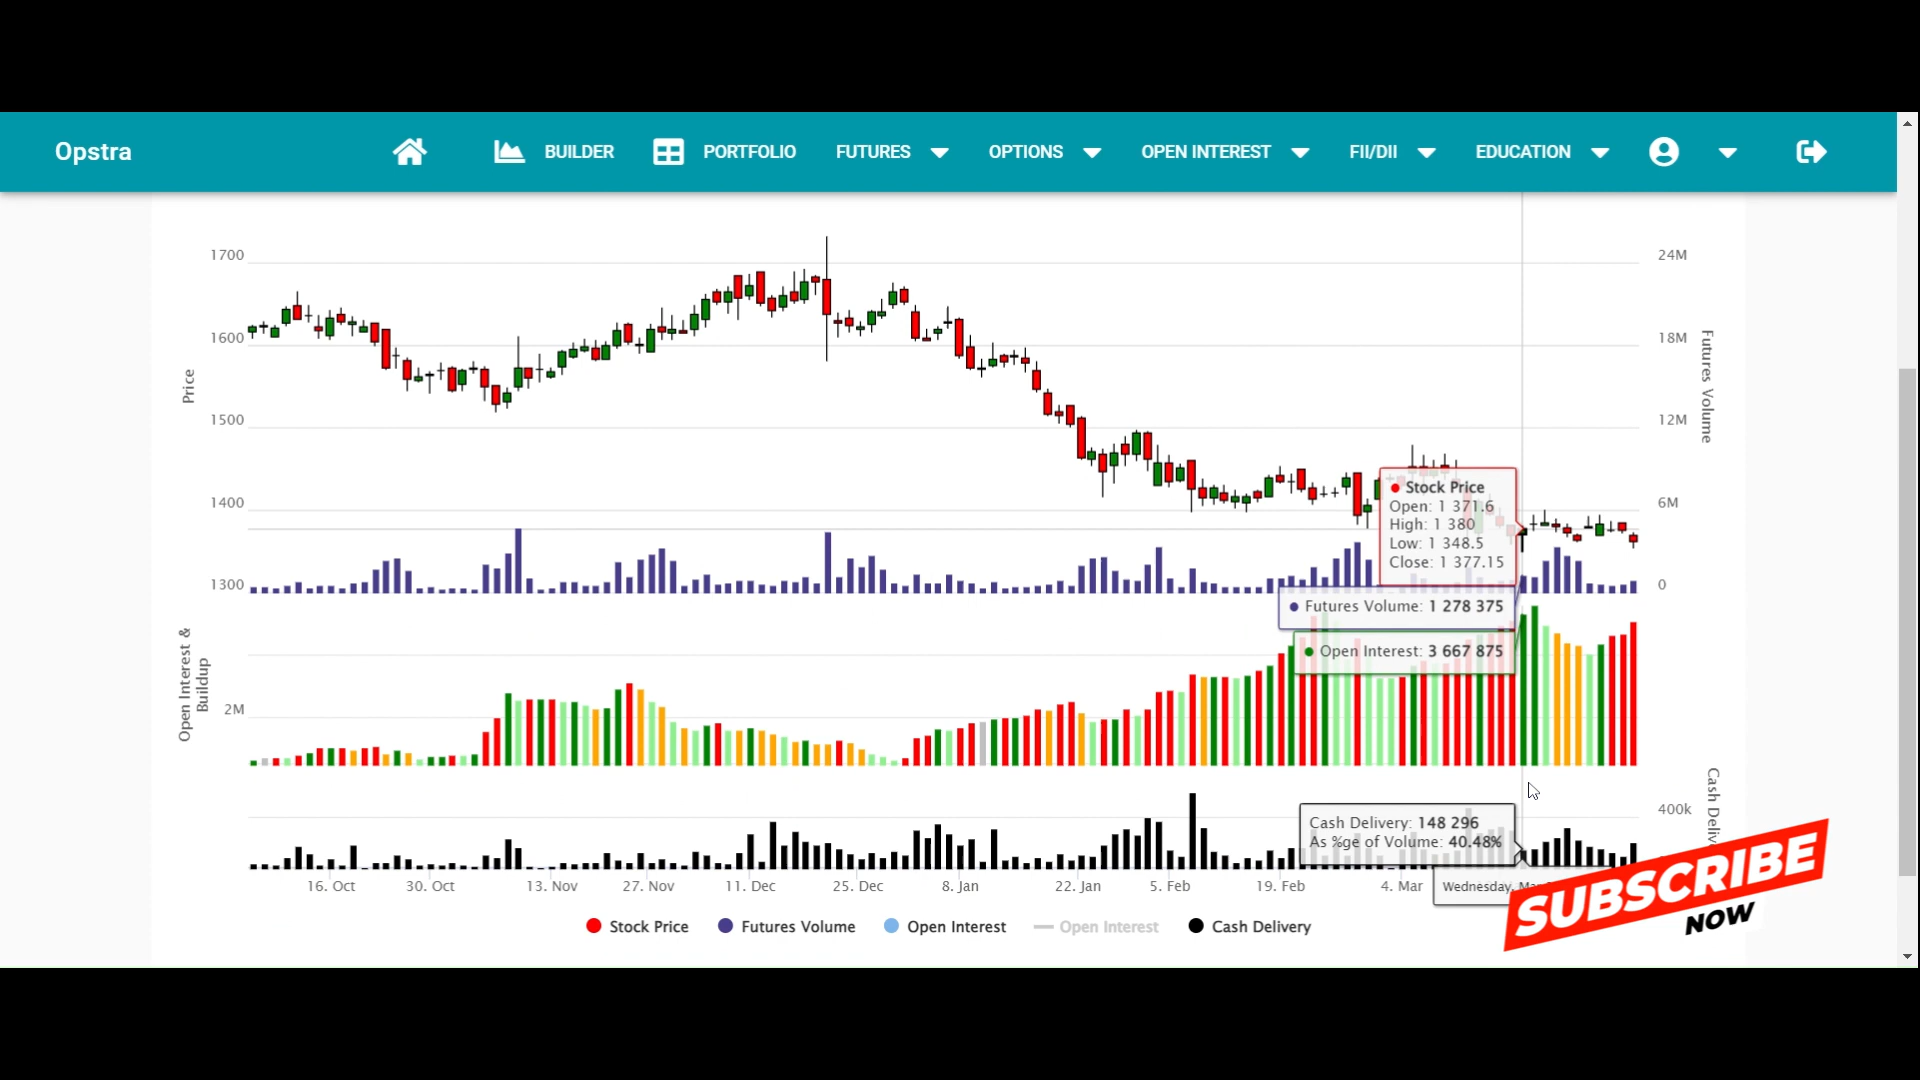 Opstra
BUILDER
PORTFOLIO
FUTURES
OPTIONS
OPEN INTEREST
FII/DII
EDUCATION
1700
1600
1500
1400
1300
Price
24M
18M
12M
6M
0
Futures Volume
Stock Price
Open: 1 371.6
High: 1 380
Low: 1 348.5
Close: 1 377.15
Futures Volume: 1 278 375
Open Interest: 3 667 875
Open Interest &
Buildup
2M
Cash Delivery: 148 296
As %ge of Volume: 40.48%
400k
Cash
16. Oct
30. Oct
13. Nov
27. Nov
11. Dec
25. Dec
8. Jan
22. Jan
5. Feb
19. Feb
4. Mar
Wednesday,
SUBSCRIBE
NOW
Stock Price
Futures Volume
Open Interest
Open Interest
Cash Delivery